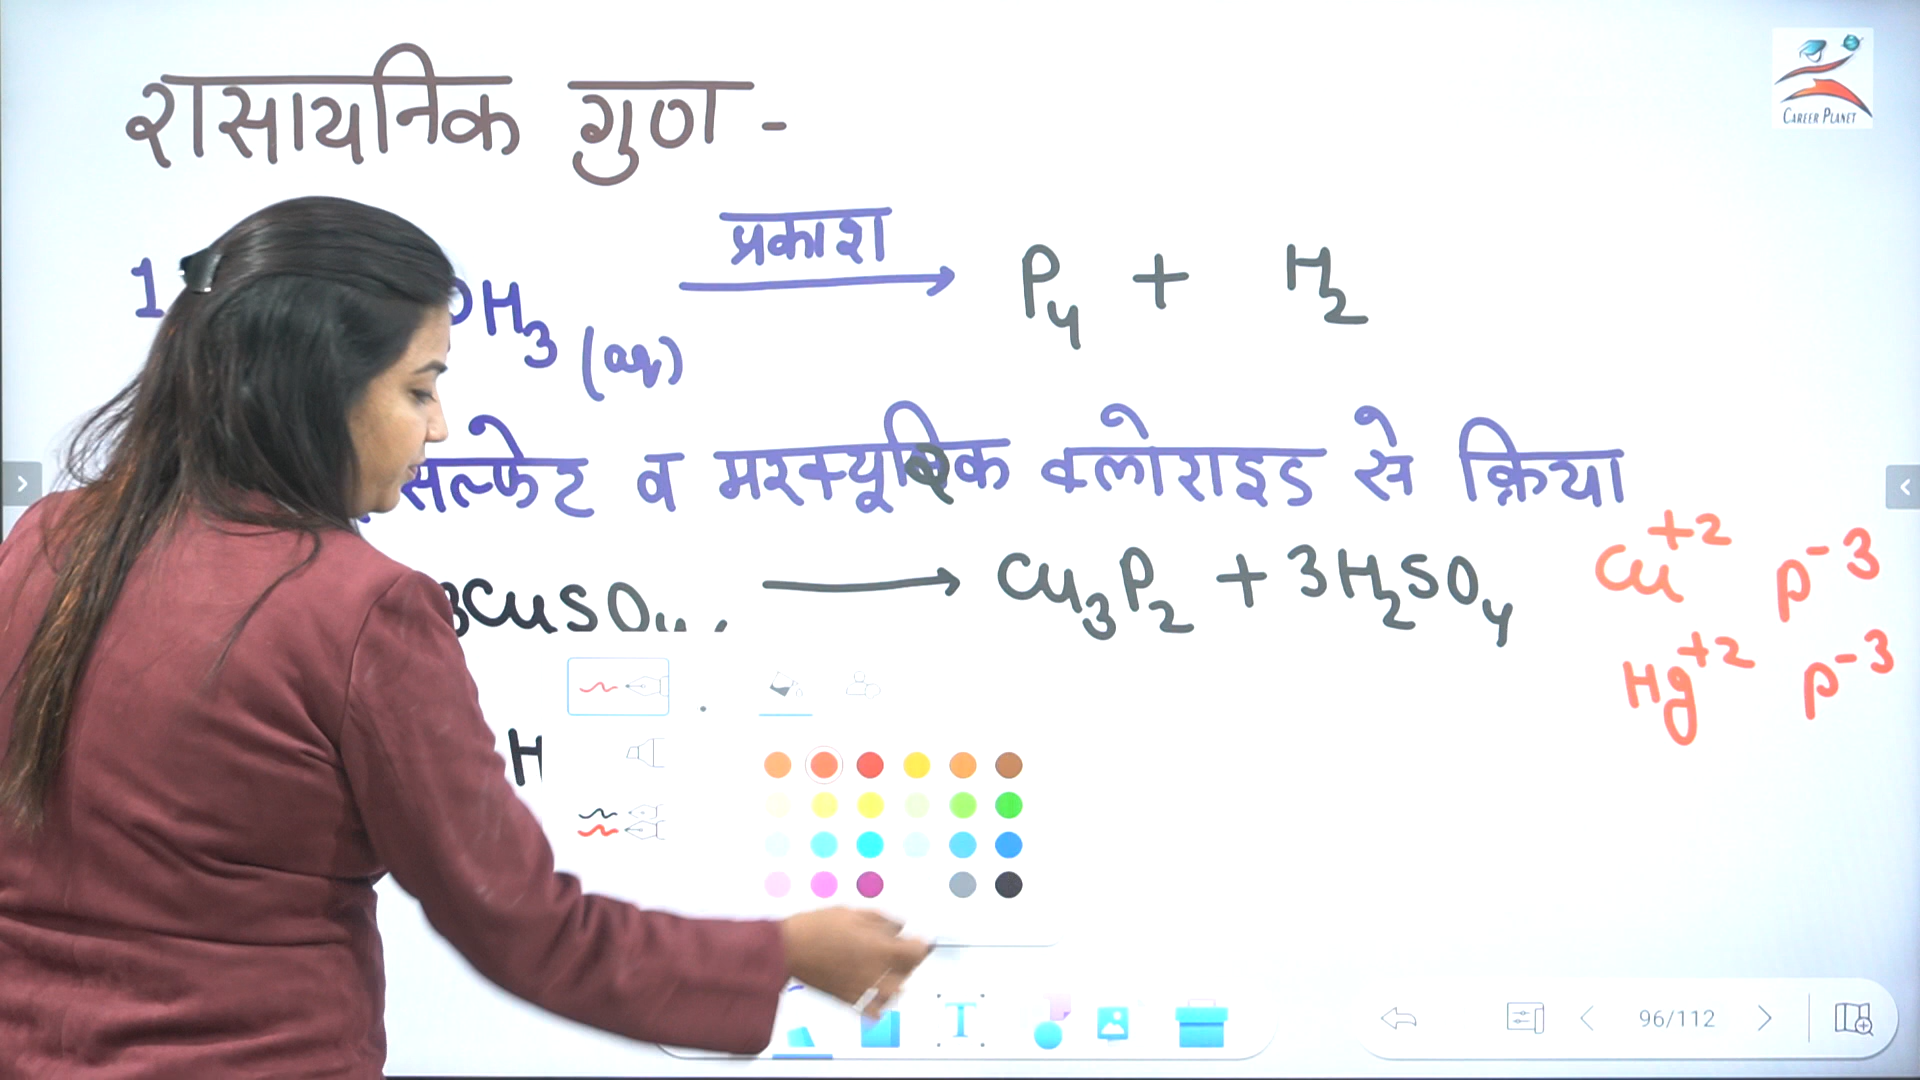 रासायनिक गुण -
CAREER PLANET
1
प्रकाश
H₃ (aq) ⟶ P₄ + H₂
सल्फेट व मरक्यूरिक क्लोराइड से क्रिया
3CuSO₄ ⟶ Cu₃P₂ + 3H₂SO₄
Cu⁺² P⁻³
Hg⁺² P⁻³
H
T
96/112